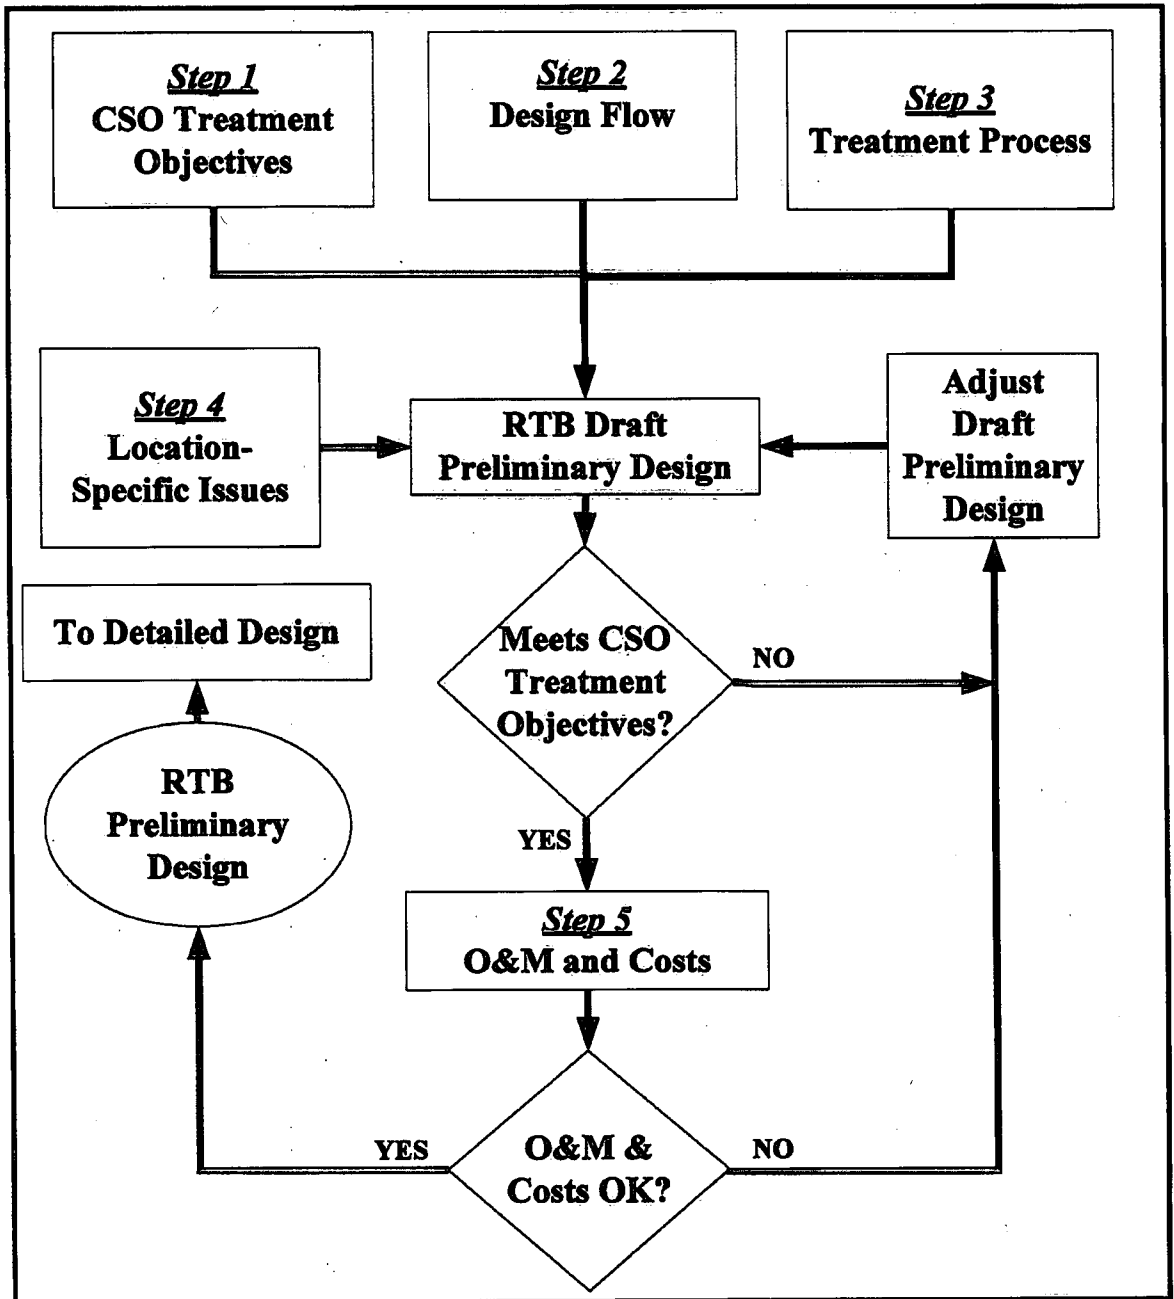 Step 1
CSO Treatment
Objectives
Step 2
Design Flow
Step 3
Treatment Process
Step 4
Location-
Specific Issues
RTB Draft
Preliminary Design
Adjust
Draft
Preliminary
Design
To Detailed Design
Meets CSO
Treatment
Objectives?
NO
RTB
Preliminary
Design
YES
Step 5
O&M and Costs
YES
O&M &
Costs OK?
NO